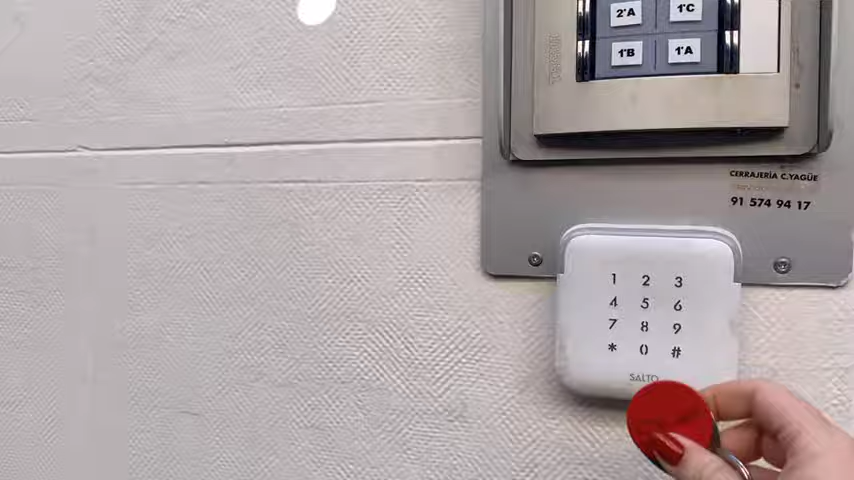 2ºA 1ºC
1ºB 1ºA
CERRAJERÍA C.YAGÜE
91 574 94 17
1 2 3
4 5 6
7 8 9
* 0 #
SALTO